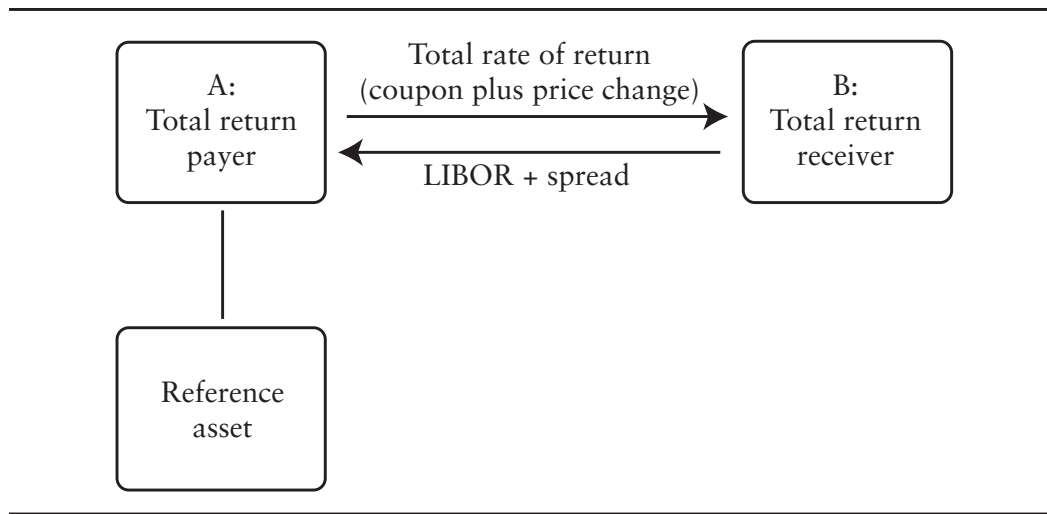 A:
Total return
payer
Total rate of return
(coupon plus price change)
LIBOR + spread
B:
Total return
receiver
Reference
asset